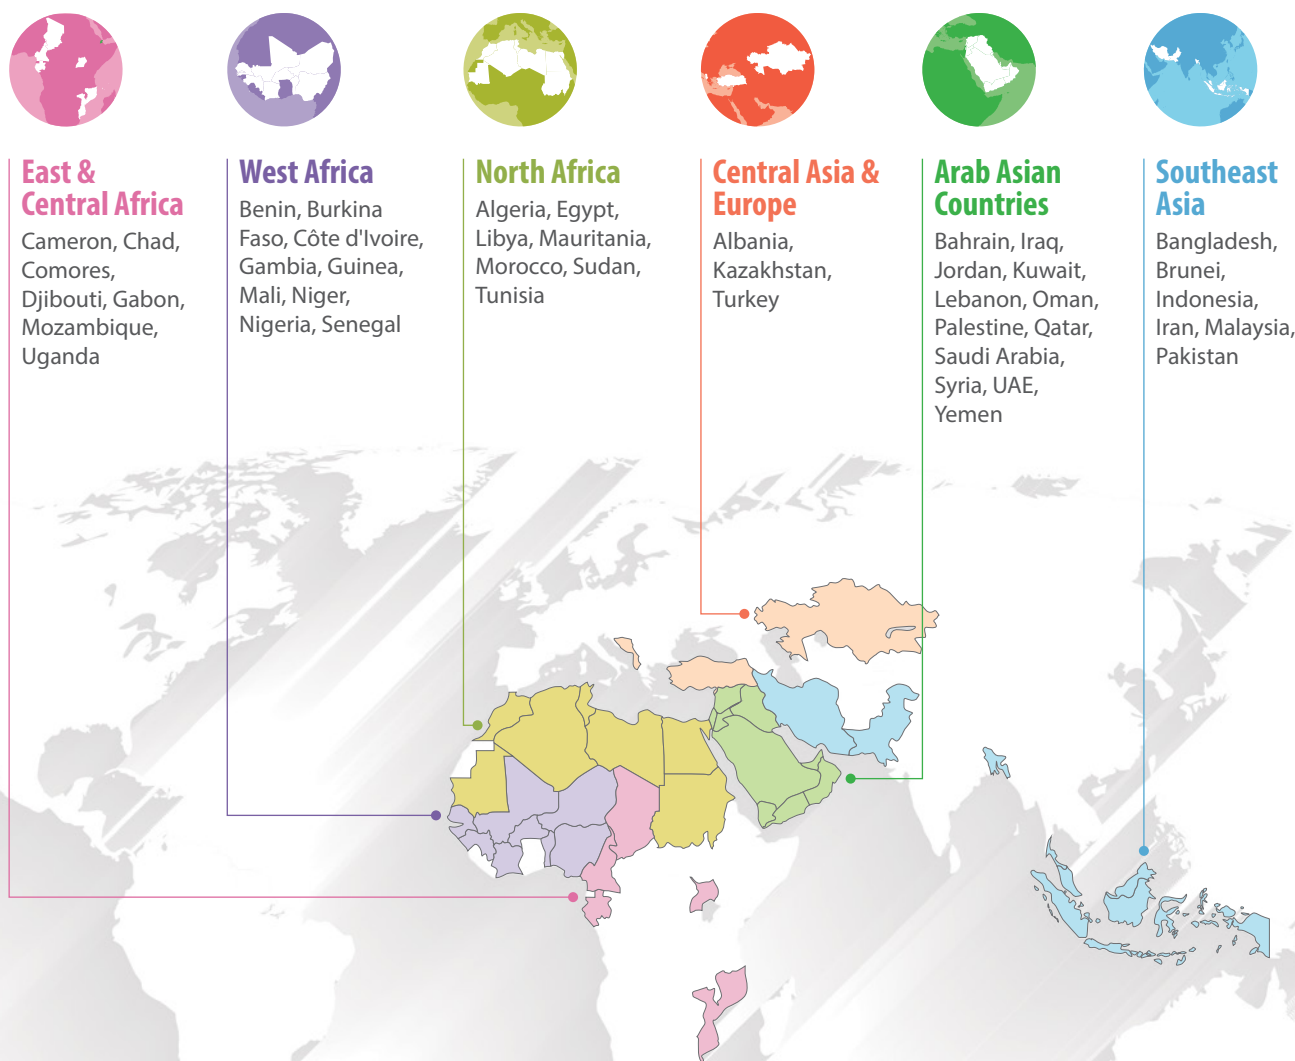 East &
Central Africa
Cameron, Chad,
Comores,
Djibouti, Gabon,
Mozambique,
Uganda
West Africa
Benin, Burkina
Faso, Côte d'Ivoire,
Gambia, Guinea,
Mali, Niger,
Nigeria, Senegal
North Africa
Algeria, Egypt,
Libya, Mauritania,
Morocco, Sudan,
Tunisia
Central Asia &
Europe
Albania,
Kazakhstan,
Turkey
Arab Asian
Countries
Bahrain, Iraq,
Jordan, Kuwait,
Lebanon, Oman,
Palestine, Qatar,
Saudi Arabia,
Syria, UAE,
Yemen
Southeast
Asia
Bangladesh,
Brunei,
Indonesia,
Iran, Malaysia,
Pakistan